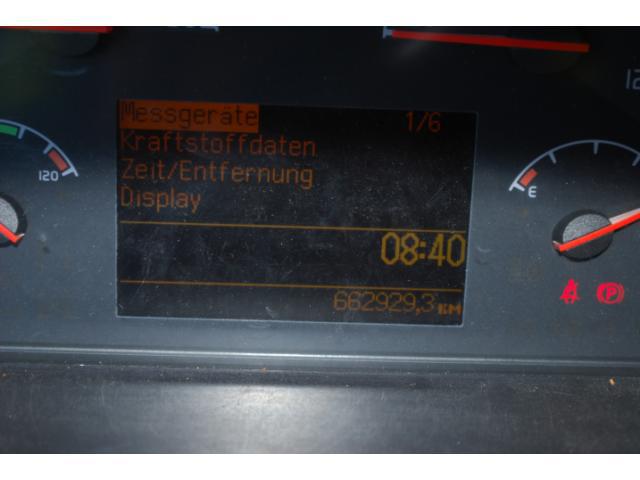 Messgeräte 1/6
Kraftstoffdaten
Zeit/Entfernung
Display
120
E
08:40
662929,3 KM
P